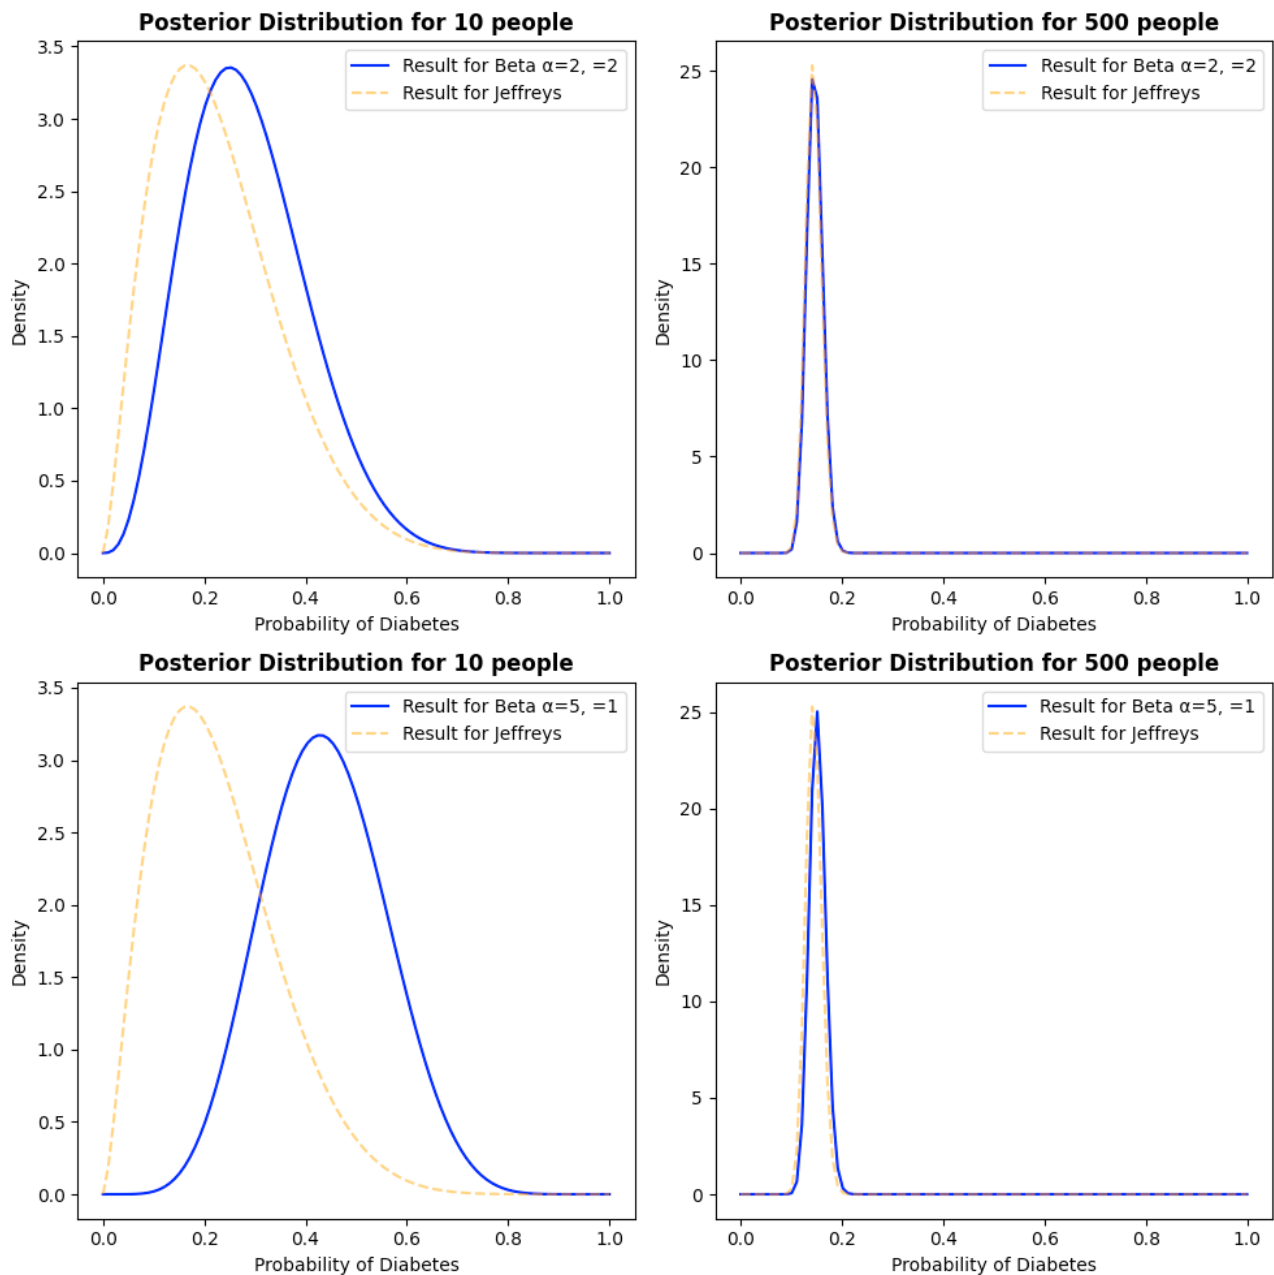 Posterior Distribution for 10 people
3.5
3.0
2.5
2.0
1.5
1.0
0.5
0.0
Density
Result for Beta α=2, =2
Result for Jeffreys
0.0 0.2 0.4 0.6 0.8 1.0
Probability of Diabetes
Posterior Distribution for 500 people
25
20
15
10
5
0
Density
Result for Beta α=2, =2
Result for Jeffreys
0.0 0.2 0.4 0.6 0.8 1.0
Probability of Diabetes
Posterior Distribution for 10 people
3.5
3.0
2.5
2.0
1.5
1.0
0.5
0.0
Density
Result for Beta α=5, =1
Result for Jeffreys
0.0 0.2 0.4 0.6 0.8 1.0
Probability of Diabetes
Posterior Distribution for 500 people
25
20
15
10
5
0
Density
Result for Beta α=5, =1
Result for Jeffreys
0.0 0.2 0.4 0.6 0.8 1.0
Probability of Diabetes